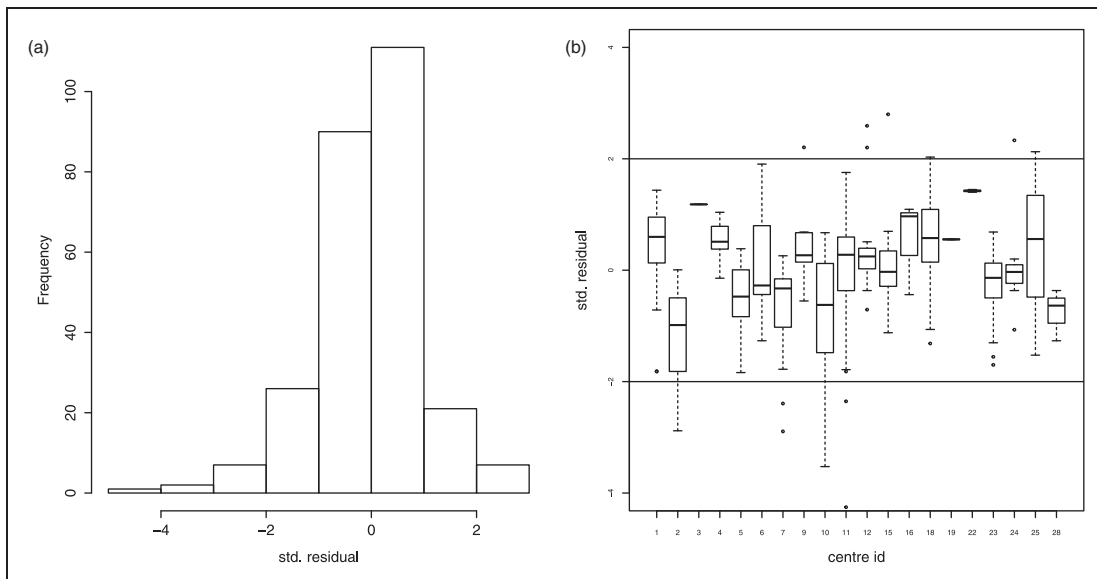 (a)
Frequency
100
80
60
40
20
0
−4 −2 0 2
std. residual
(b)
std. residual
4
2
0
−2
−4
1 2 3 4 5 6 7 9 10 11 12 15 16 18 19 22 23 24 25 28
centre id